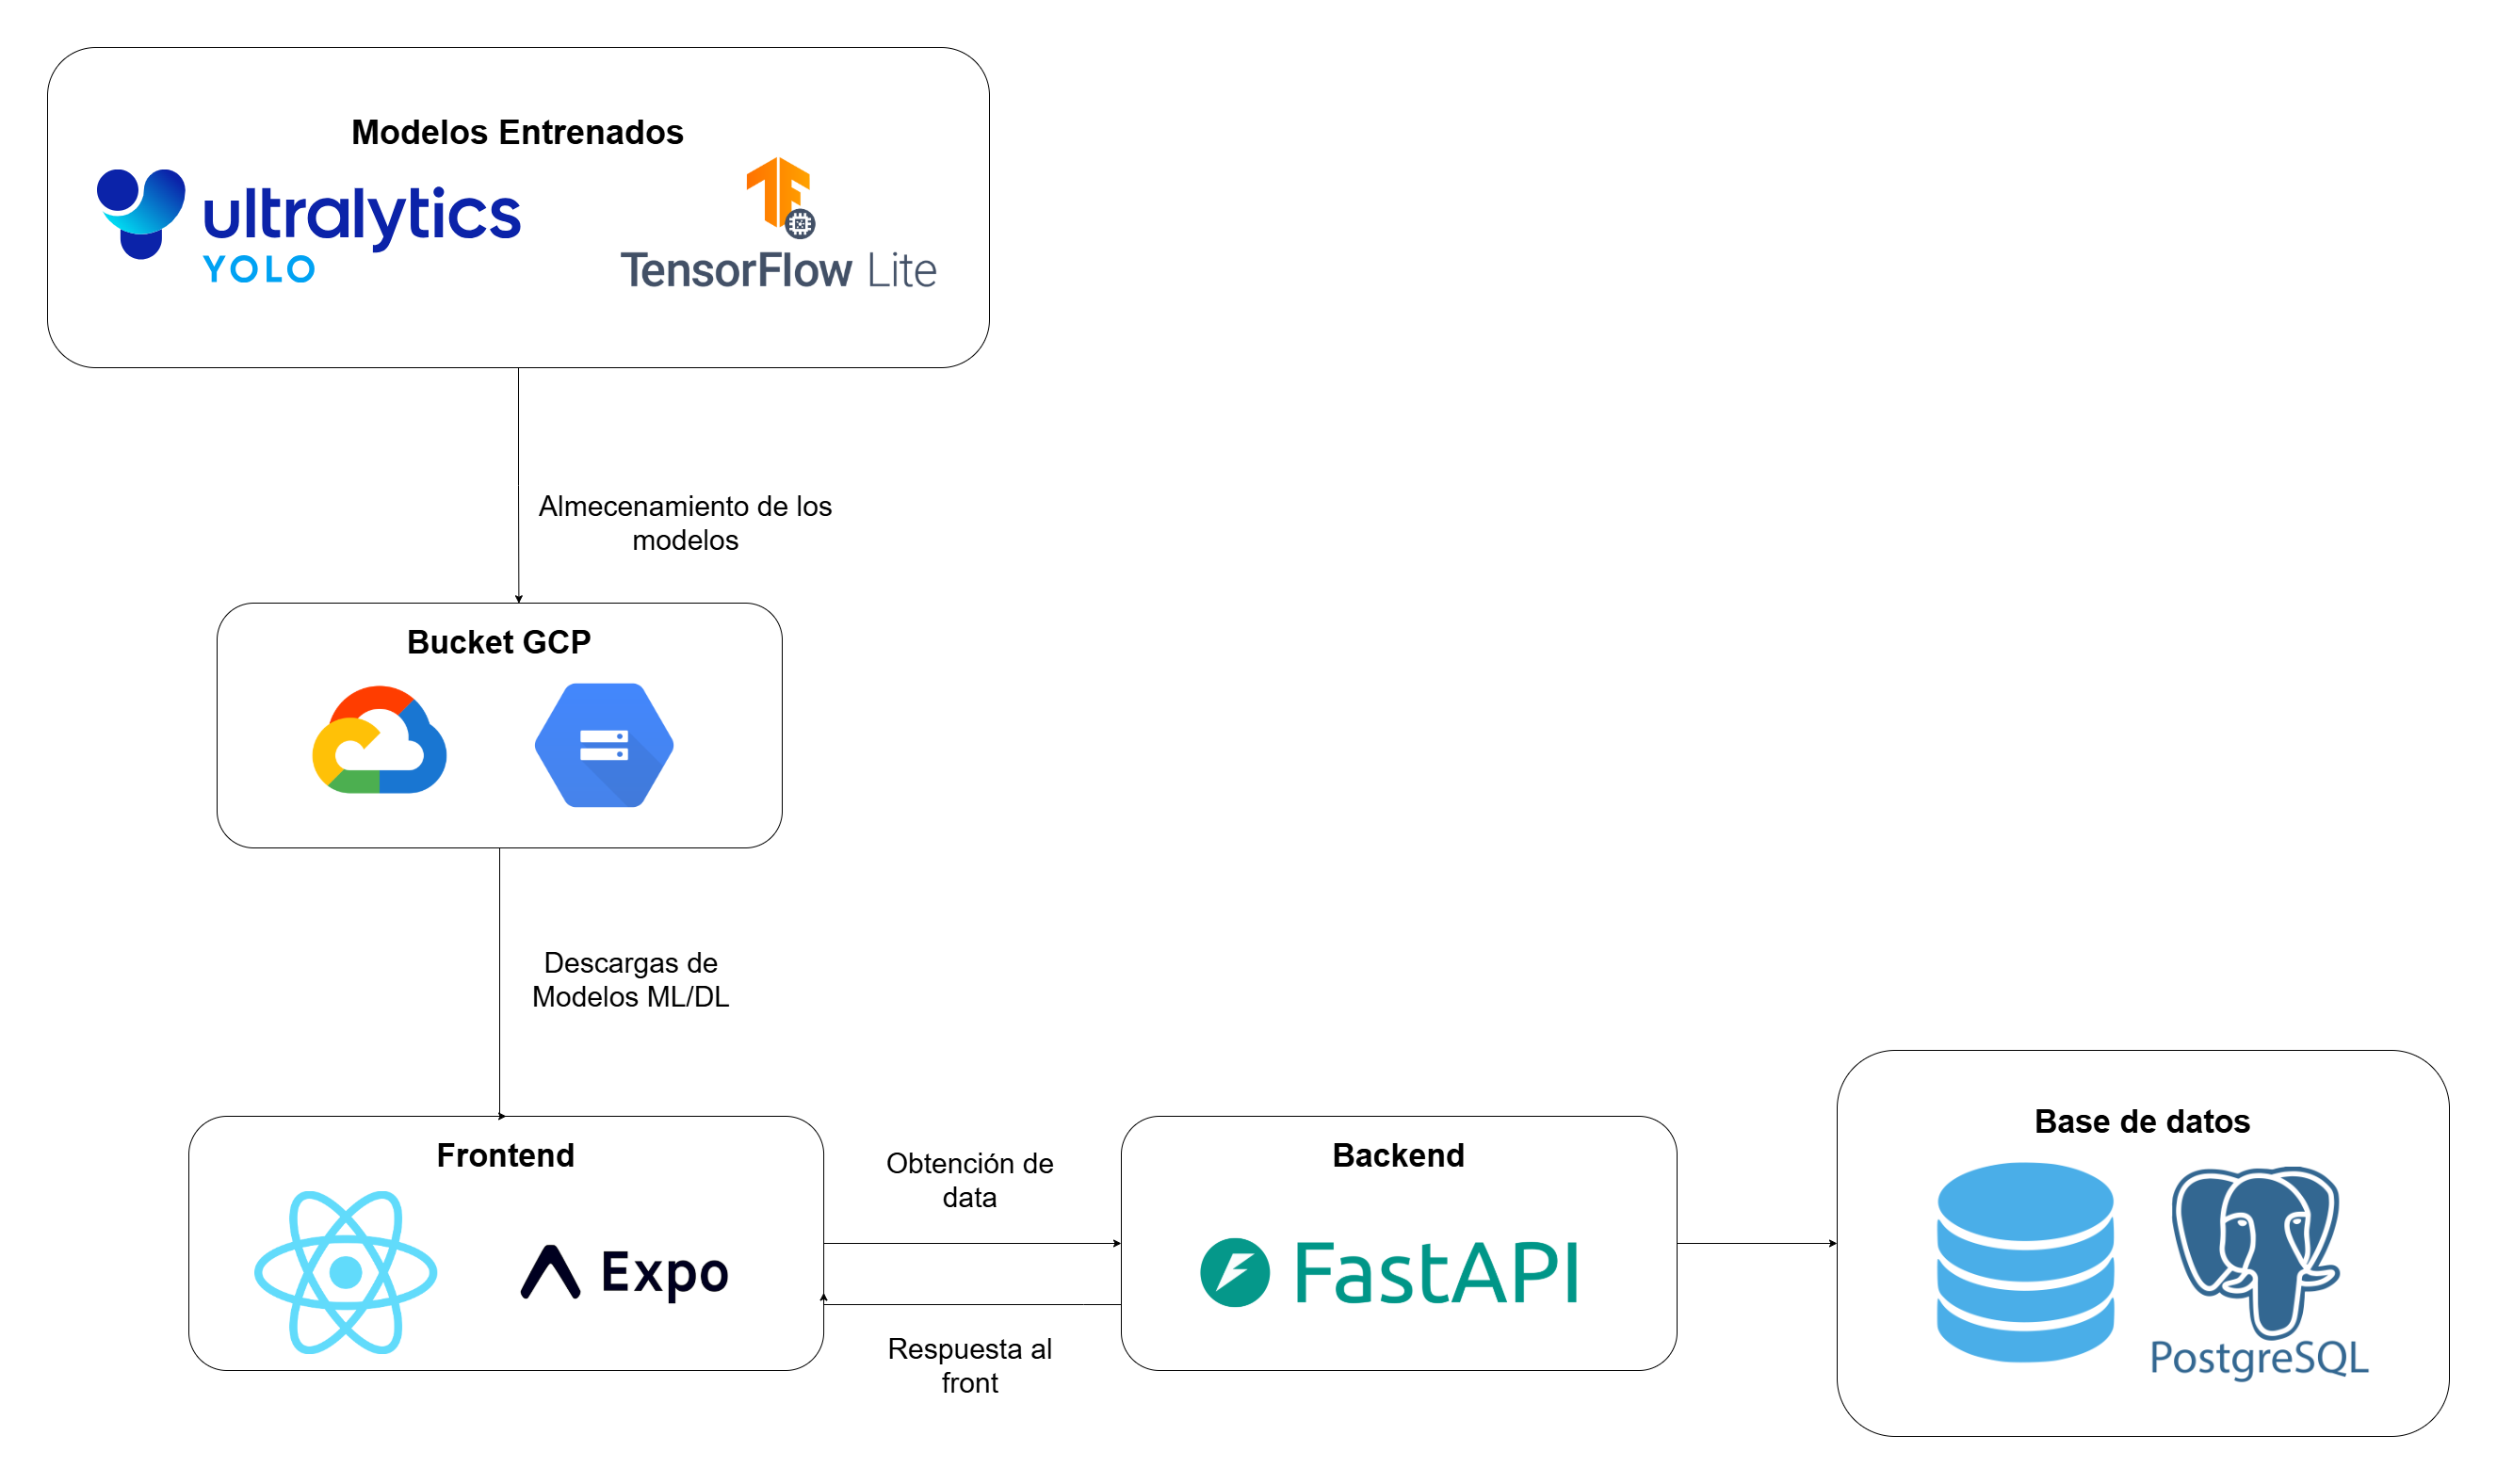 Modelos Entrenados
ultralytics
YOLO
TensorFlow Lite
Almecenamiento de los
modelos
Bucket GCP
Descargas de
Modelos ML/DL
Frontend
Expo
Obtención de
data
Respuesta al
front
Backend
FastAPI
Base de datos
PostgreSQL